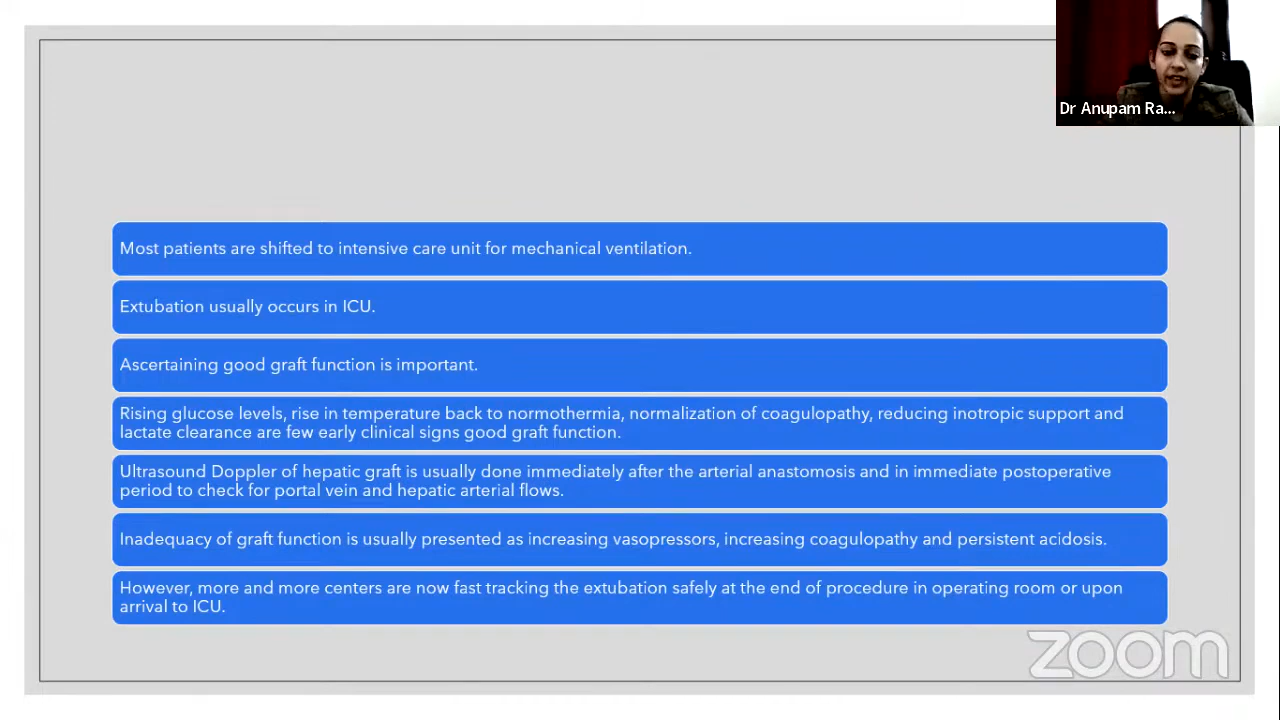 Dr Anupam Ra...
Most patients are shifted to intensive care unit for mechanical ventilation.
Extubation usually occurs in ICU.
Ascertaining good graft function is important.
Rising glucose levels, rise in temperature back to normothermia, normalization of coagulopathy, reducing inotropic support and
lactate clearance are few early clinical signs good graft function.
Ultrasound Doppler of hepatic graft is usually done immediately after the arterial anastomosis and in immediate postoperative
period to check for portal vein and hepatic arterial flows.
Inadequacy of graft function is usually presented as increasing vasopressors, increasing coagulopathy and persistent acidosis.
However, more and more centers are now fast tracking the extubation safely at the end of procedure in operating room or upon
arrival to ICU.
zoom